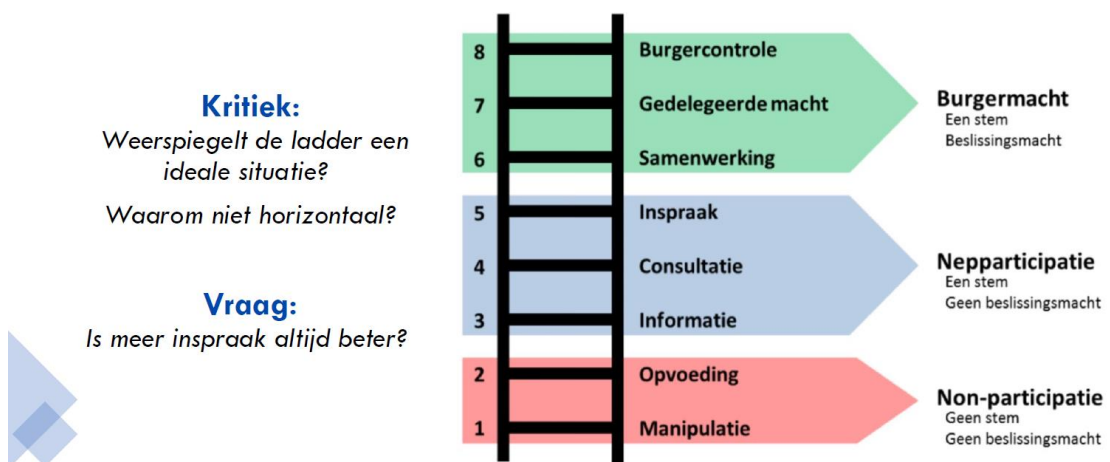 Kritiek:
Weerspiegelt de ladder een
ideale situatie?
Waarom niet horizontaal?
Vraag:
Is meer inspraak altijd beter?
8 Burgercontrole
7 Gedelegeerde macht
6 Samenwerking
Burgermacht
Een stem
Beslissingsmacht
5 Inspraak
4 Consultatie
3 Informatie
Nepparticipatie
Een stem
Geen beslissingsmacht
2 Opvoeding
1 Manipulatie
Non-participatie
Geen stem
Geen beslissingsmacht